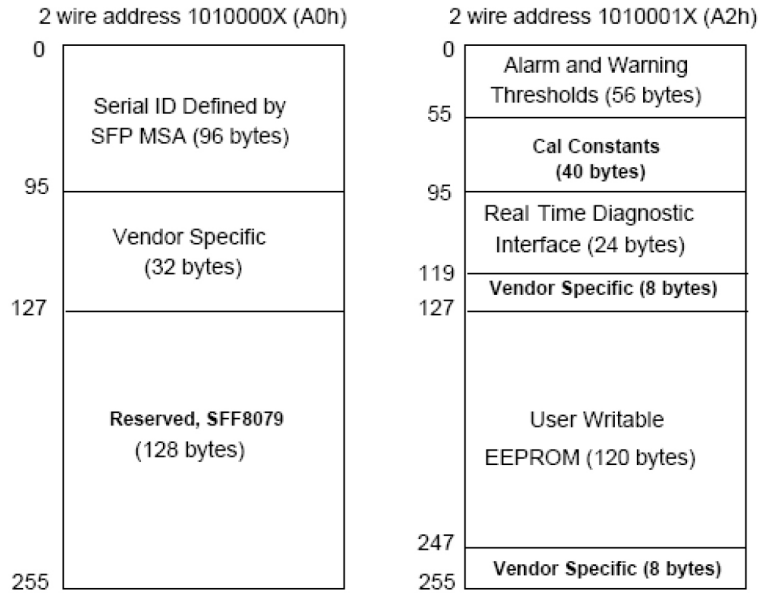 2 wire address 1010000X (A0h)
0
Serial ID Defined by
SFP MSA (96 bytes)
95
Vendor Specific
(32 bytes)
127
Reserved, SFF8079
(128 bytes)
255
2 wire address 1010001X (A2h)
0
Alarm and Warning
Thresholds (56 bytes)
55
Cal Constants
(40 bytes)
95
Real Time Diagnostic
Interface (24 bytes)
119
Vendor Specific (8 bytes)
127
User Writable
EEPROM (120 bytes)
247
Vendor Specific (8 bytes)
255